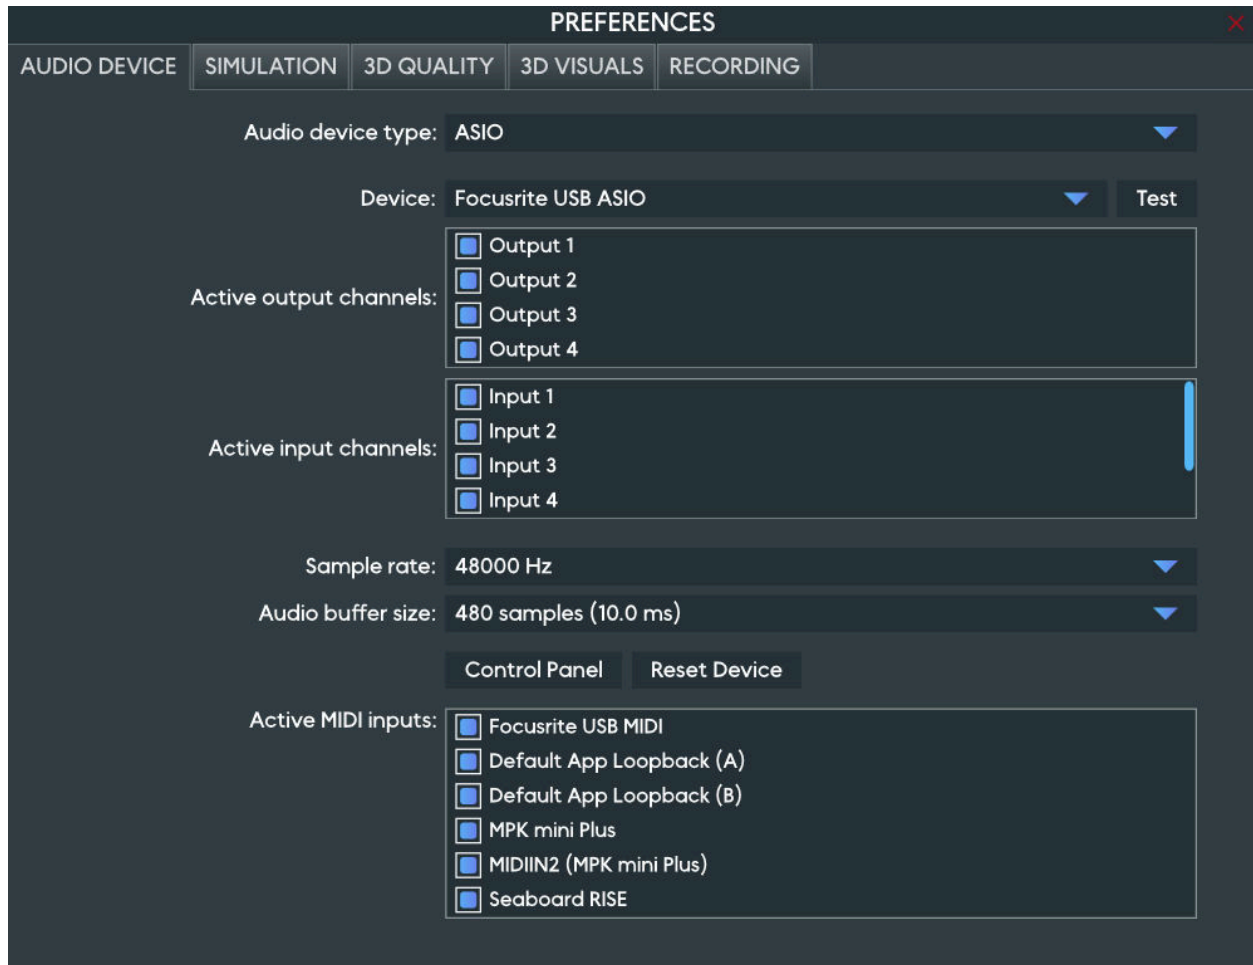 PREFERENCES
AUDIO DEVICE SIMULATION 3D QUALITY 3D VISUALS RECORDING
Audio device type: ASIO
Device: Focusrite USB ASIO Test
Active output channels:
Output 1
Output 2
Output 3
Output 4
Active input channels:
Input 1
Input 2
Input 3
Input 4
Sample rate: 48000 Hz
Audio buffer size: 480 samples (10.0 ms)
Control Panel Reset Device
Active MIDI inputs: Focusrite USB MIDI
Default App Loopback (A)
Default App Loopback (B)
MPK mini Plus
MIDIIN2 (MPK mini Plus)
Seaboard RISE